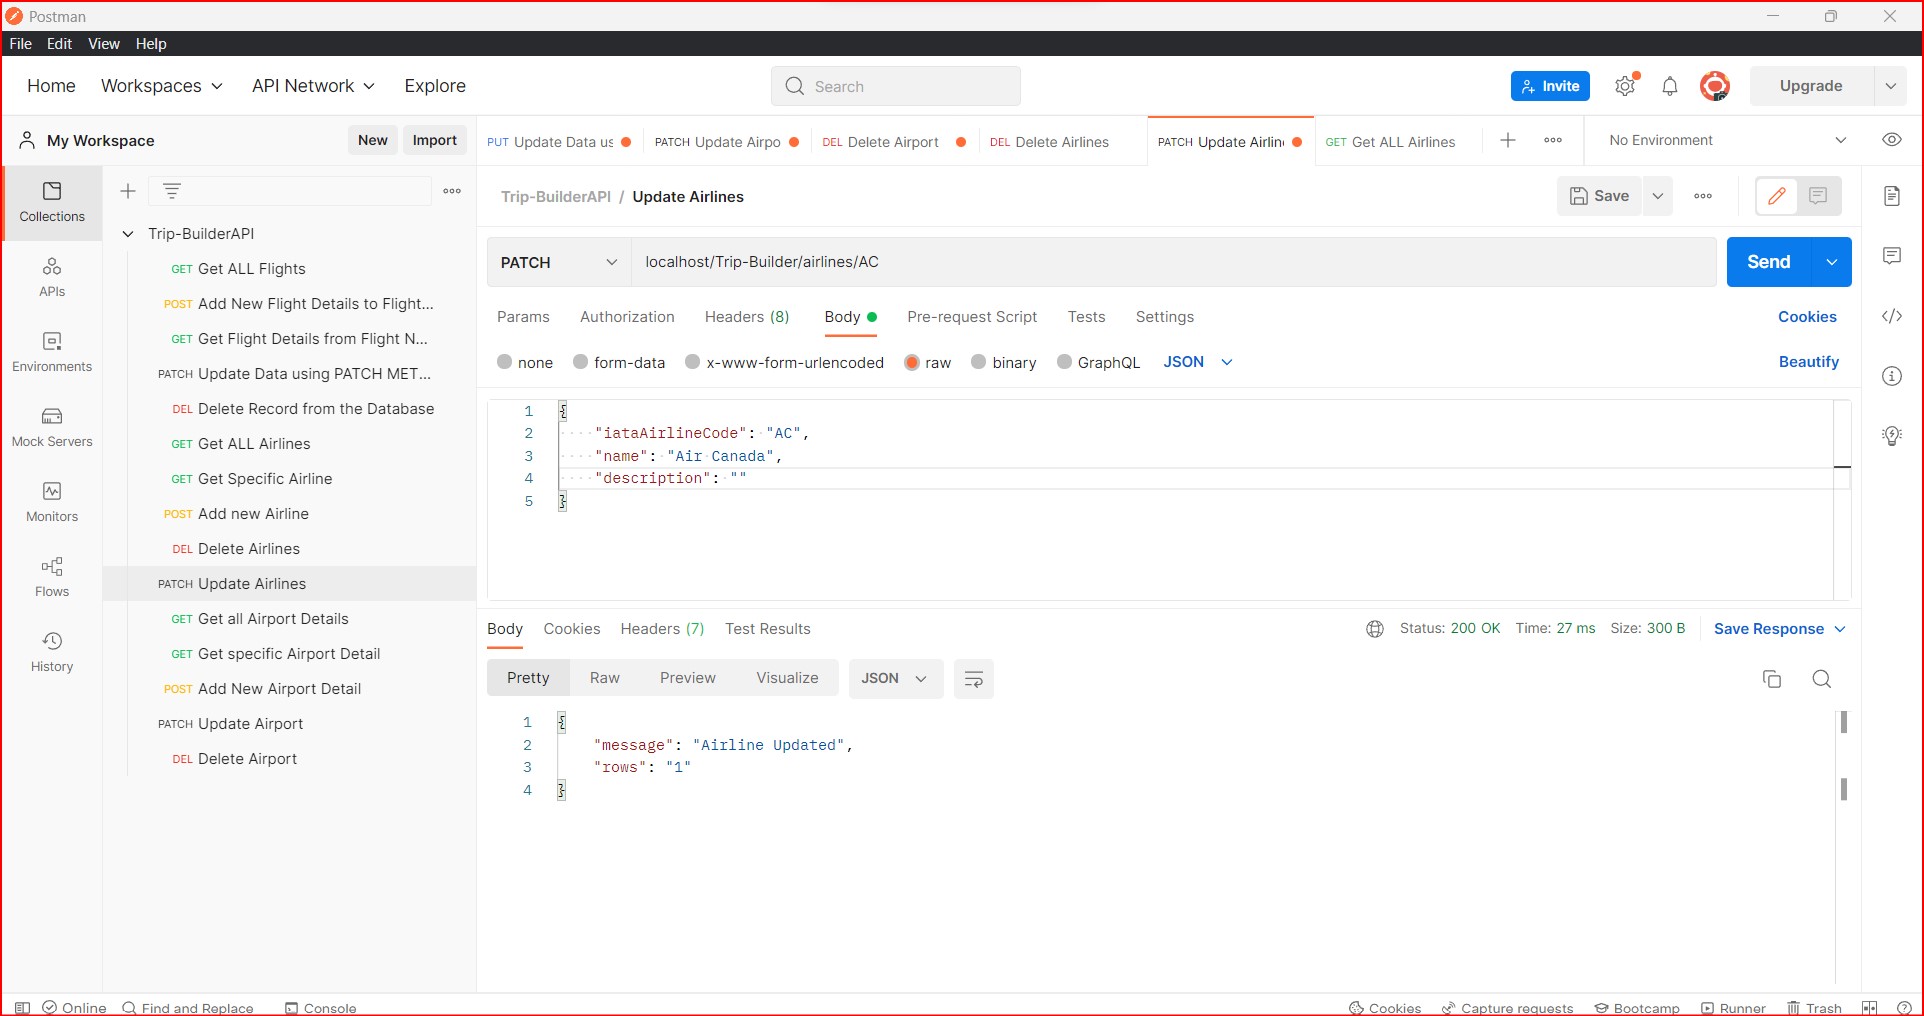 Postman
File Edit View Help
Home Workspaces API Network Explore Search Invite Upgrade
My Workspace New Import
PUT Update Data us PATCH Update Airpo DEL Delete Airport DEL Delete Airlines PATCH Update Airlin GET Get ALL Airlines No Environment
Trip-BuilderAPI / Update Airlines Save
Collections
APIs
Environments
Mock Servers
Monitors
Flows
History
Trip-BuilderAPI
GET Get ALL Flights
POST Add New Flight Details to Flight...
GET Get Flight Details from Flight N...
PATCH Update Data using PATCH MET...
DEL Delete Record from the Database
GET Get ALL Airlines
GET Get Specific Airline
POST Add new Airline
DEL Delete Airlines
PATCH Update Airlines
GET Get all Airport Details
GET Get specific Airport Detail
POST Add New Airport Detail
PATCH Update Airport
DEL Delete Airport
PATCH localhost/Trip-Builder/airlines/AC Send
Params Authorization Headers (8) Body Pre-request Script Tests Settings Cookies
none form-data x-www-form-urlencoded raw binary GraphQL JSON Beautify
1 {
2 "iataAirlineCode": "AC",
3 "name": "Air Canada",
4 "description": ""
5 }
Body Cookies Headers (7) Test Results Status: 200 OK Time: 27 ms Size: 300 B Save Response
Pretty Raw Preview Visualize JSON
1 {
2 "message": "Airline Updated",
3 "rows": "1"
4 }
Online Find and Replace Console Cookies Capture requests Bootcamp Runner Trash